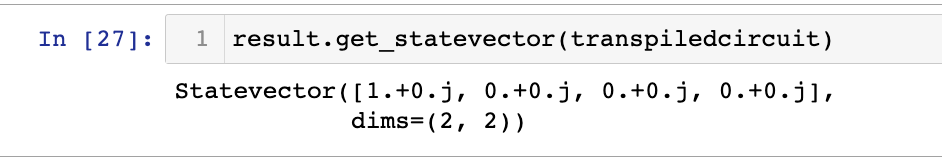 In [27]: 1 result.get_statevector(transpiledcircuit)
Statevector([1.+0.j, 0.+0.j, 0.+0.j, 0.+0.j],
dims=(2, 2))